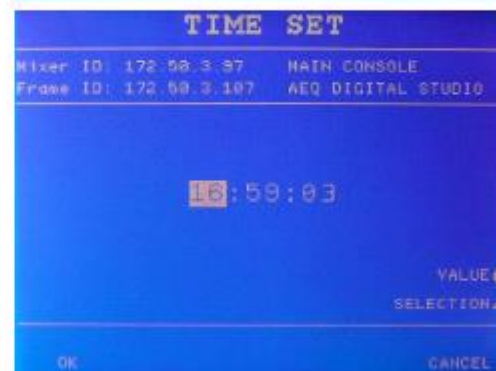 TIME SET
Mixer ID: 172.50.3.97 MAIN CONSOLE
Frame ID: 172.50.3.107 AEQ DIGITAL STUDIO
16:59:03
VALUE
SELECTION
OK CANCEL